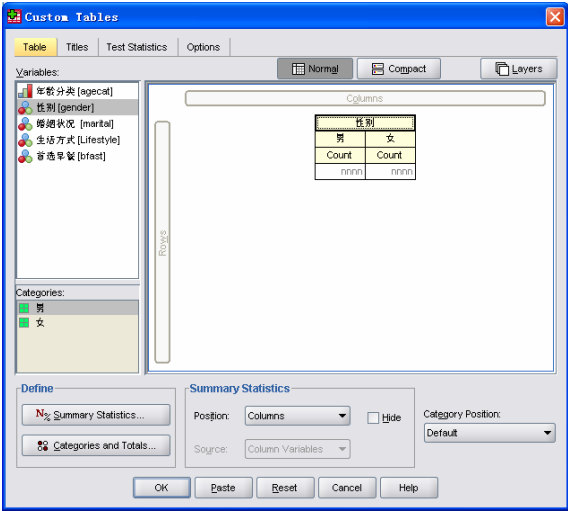 Custom Tables
Table Titles Test Statistics Options
Variables:
Normal Compact Layers
年龄分类 [agecat]
性别 [gender]
婚姻状况 [marital]
生活方式 [Lifestyle]
首选早餐 [bfast]
Columns
Rows
性别
男 女
Count Count
nnnn nnnn
Categories:
男
女
Define
N% Summary Statistics...
Categories and Totals...
Summary Statistics
Position: Columns Hide
Source: Column Variables
Category Position:
Default
OK Paste Reset Cancel Help